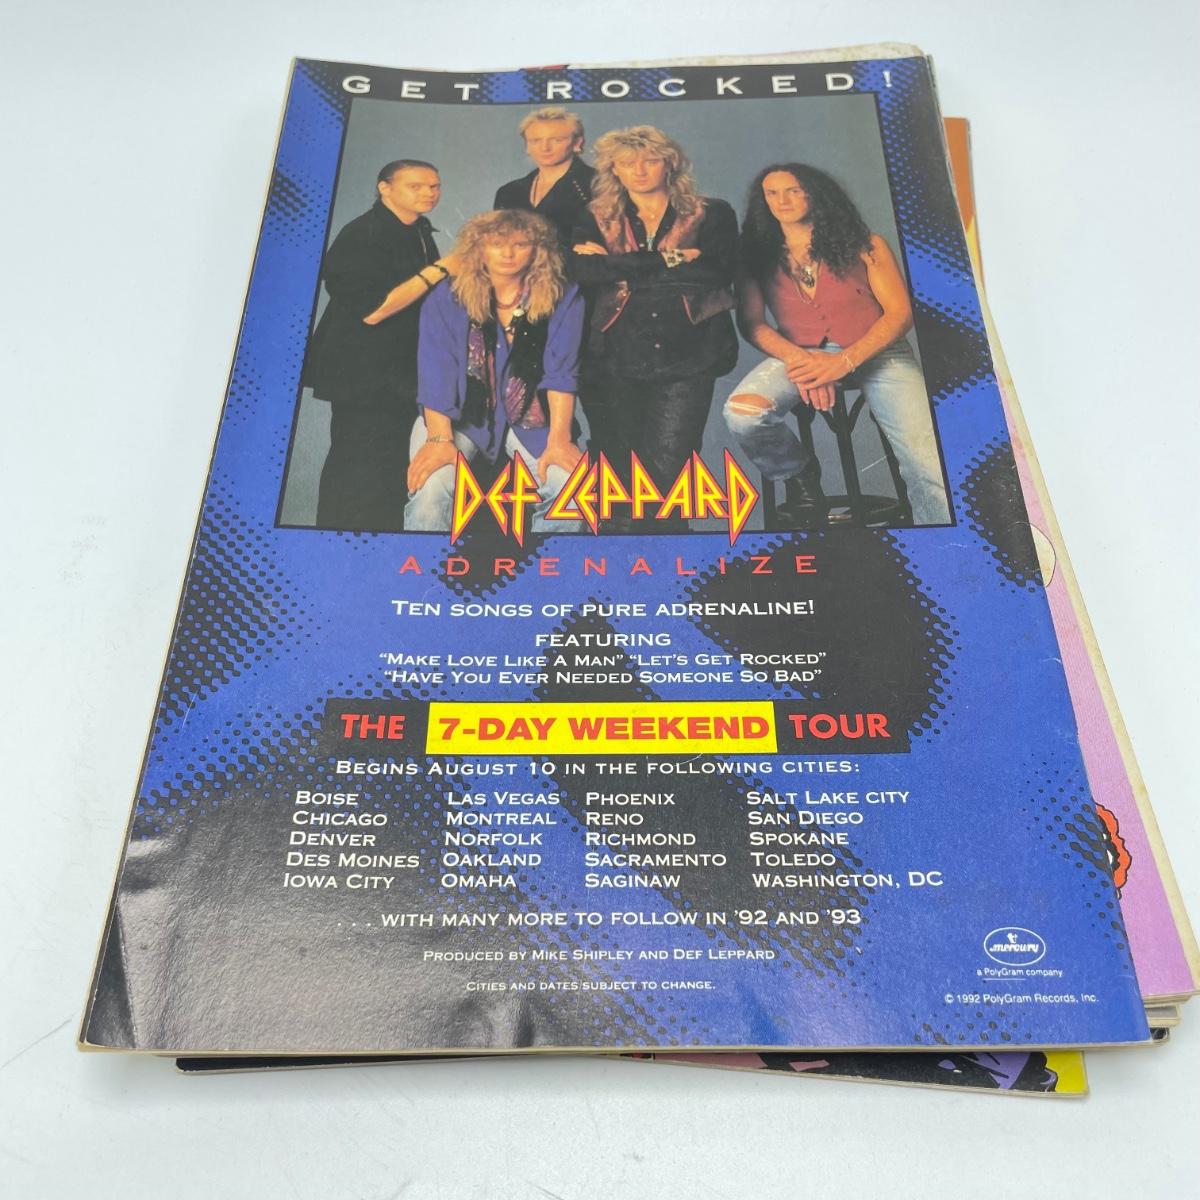 GET ROCKED!
DEF LEPPARD
ADRENALIZE
TEN SONGS OF PURE ADRENALINE!
FEATURING
"MAKE LOVE LIKE A MAN" "LET'S GET ROCKED"
"HAVE YOU EVER NEEDED SOMEONE SO BAD"
THE 7-DAY WEEKEND TOUR
BEGINS AUGUST 10 IN THE FOLLOWING CITIES:
BOISE LAS VEGAS PHOENIX SALT LAKE CITY
CHICAGO MONTREAL RENO SAN DIEGO
DENVER NORFOLK RICHMOND SPOKANE
DES MOINES OAKLAND SACRAMENTO TOLEDO
IOWA CITY OMAHA SAGINAW WASHINGTON, DC
. . . WITH MANY MORE TO FOLLOW IN '92 AND '93
PRODUCED BY MIKE SHIPLEY AND DEF LEPPARD
CITIES AND DATES SUBJECT TO CHANGE.
mercury
a PolyGram company
© 1992 PolyGram Records, Inc.